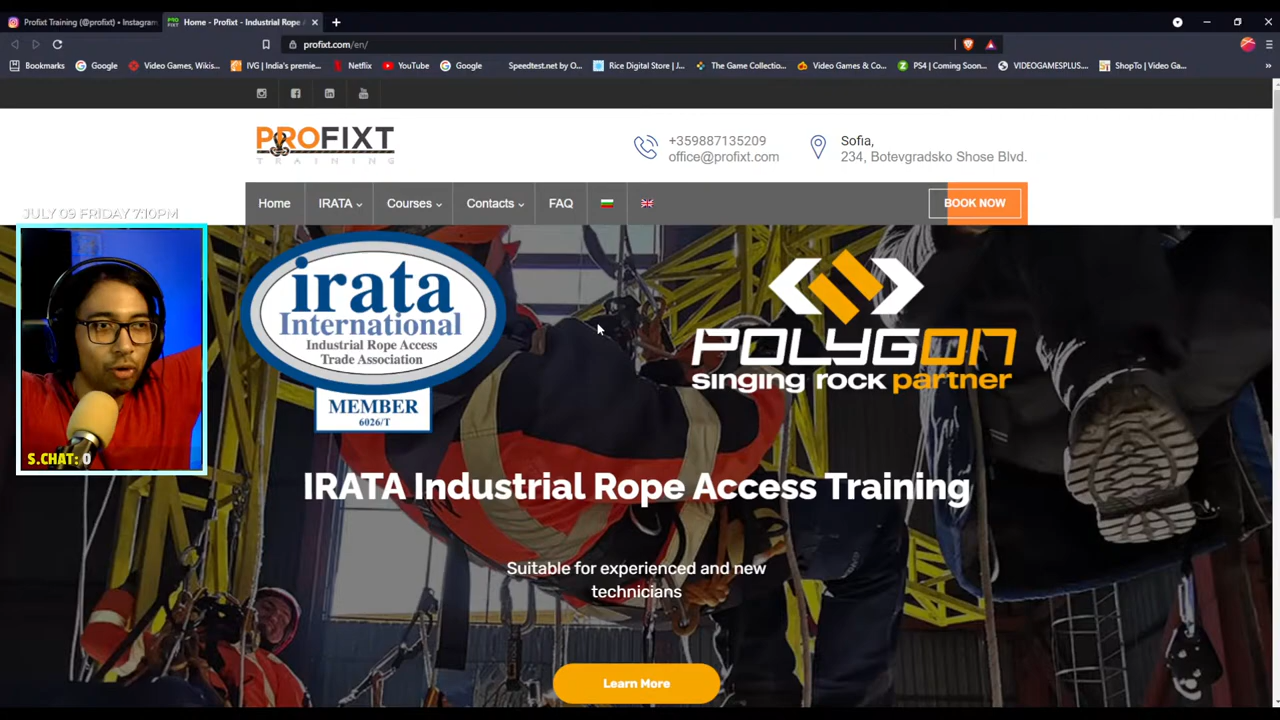 Profixt Training (@profixt) • Instagram
Home - Profixt - Industrial Rope A
profixt.com/en/
Bookmarks
Google
Video Games, Wikis...
IVG | India's premie...
Netflix
YouTube
Google
Speedtest.net by O...
Rice Digital Store | J...
The Game Collectio...
Video Games & Co...
PS4 | Coming Soon...
VIDEOGAMESPLUS...
ShopTo | Video Ga...
PROFIXT
TRAINING
+359887135209
office@profixt.com
Sofia,
234, Botevgradsko Shose Blvd.
Home
IRATA
Courses
Contacts
FAQ
BOOK NOW
JULY 09 FRIDAY 7:10PM
S.CHAT: 0
irata
International
Industrial Rope Access
Trade Association
MEMBER
6026/T
POLYGON
singing rock partner
IRATA Industrial Rope Access Training
Suitable for experienced and new
technicians
Learn More